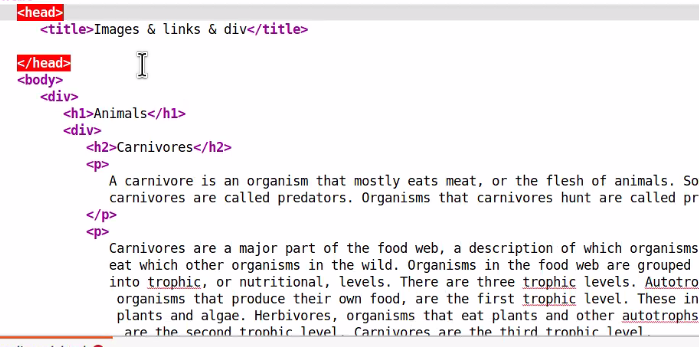 <head>
<title>Images & links & div</title>
</head>
<body>
<div>
<h1>Animals</h1>
<div>
<h2>Carnivores</h2>
<p>
A carnivore is an organism that mostly eats meat, or the flesh of animals. So
carnivores are called predators. Organisms that carnivores hunt are called pr
</p>
<p>
Carnivores are a major part of the food web, a description of which organisms
eat which other organisms in the wild. Organisms in the food web are grouped
into trophic, or nutritional, levels. There are three trophic levels. Autotro
organisms that produce their own food, are the first trophic level. These in
plants and algae. Herbivores, organisms that eat plants and other autotrophs
are the second trophic level. Carnivores are the third trophic level.